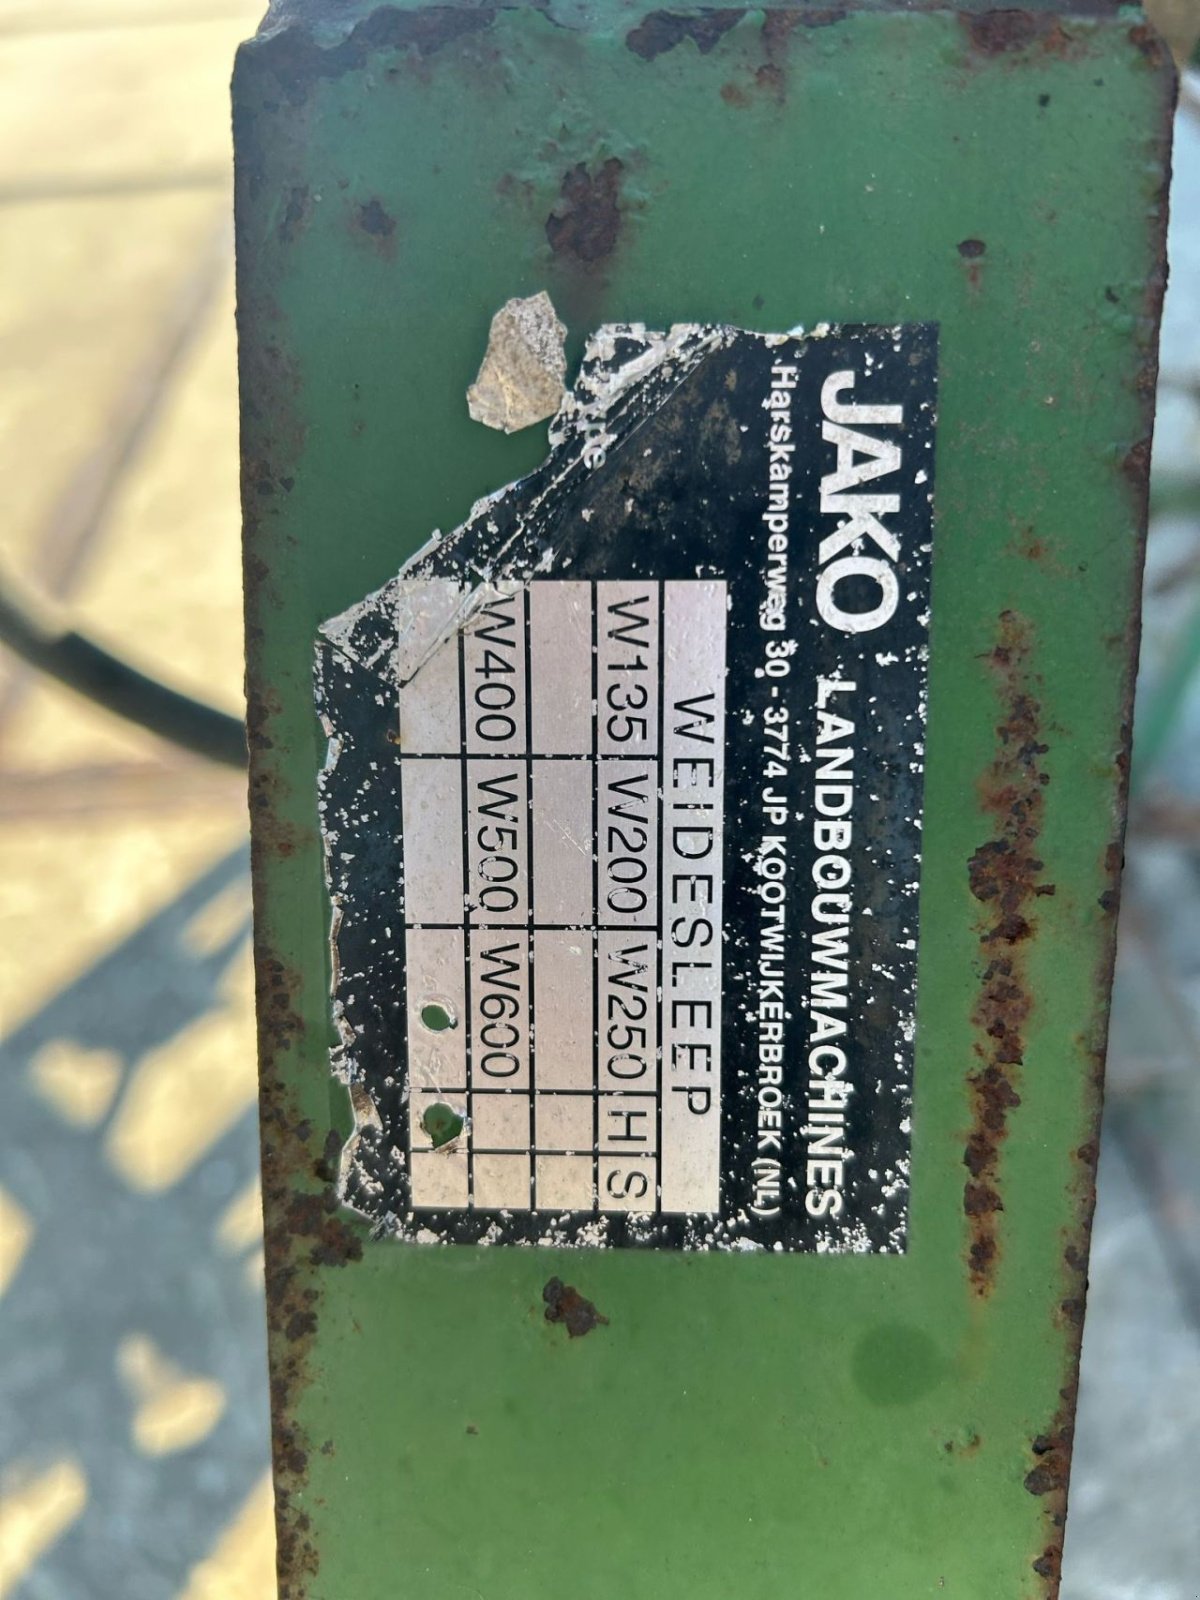 JAKO LANDBOUWMACHINES
Harskamperweg 30 - 3774 JP KOOTWIJKERBROEK (NL)
WEIDESLEEP
W135 W200 W250 H S
W400 W500 W600